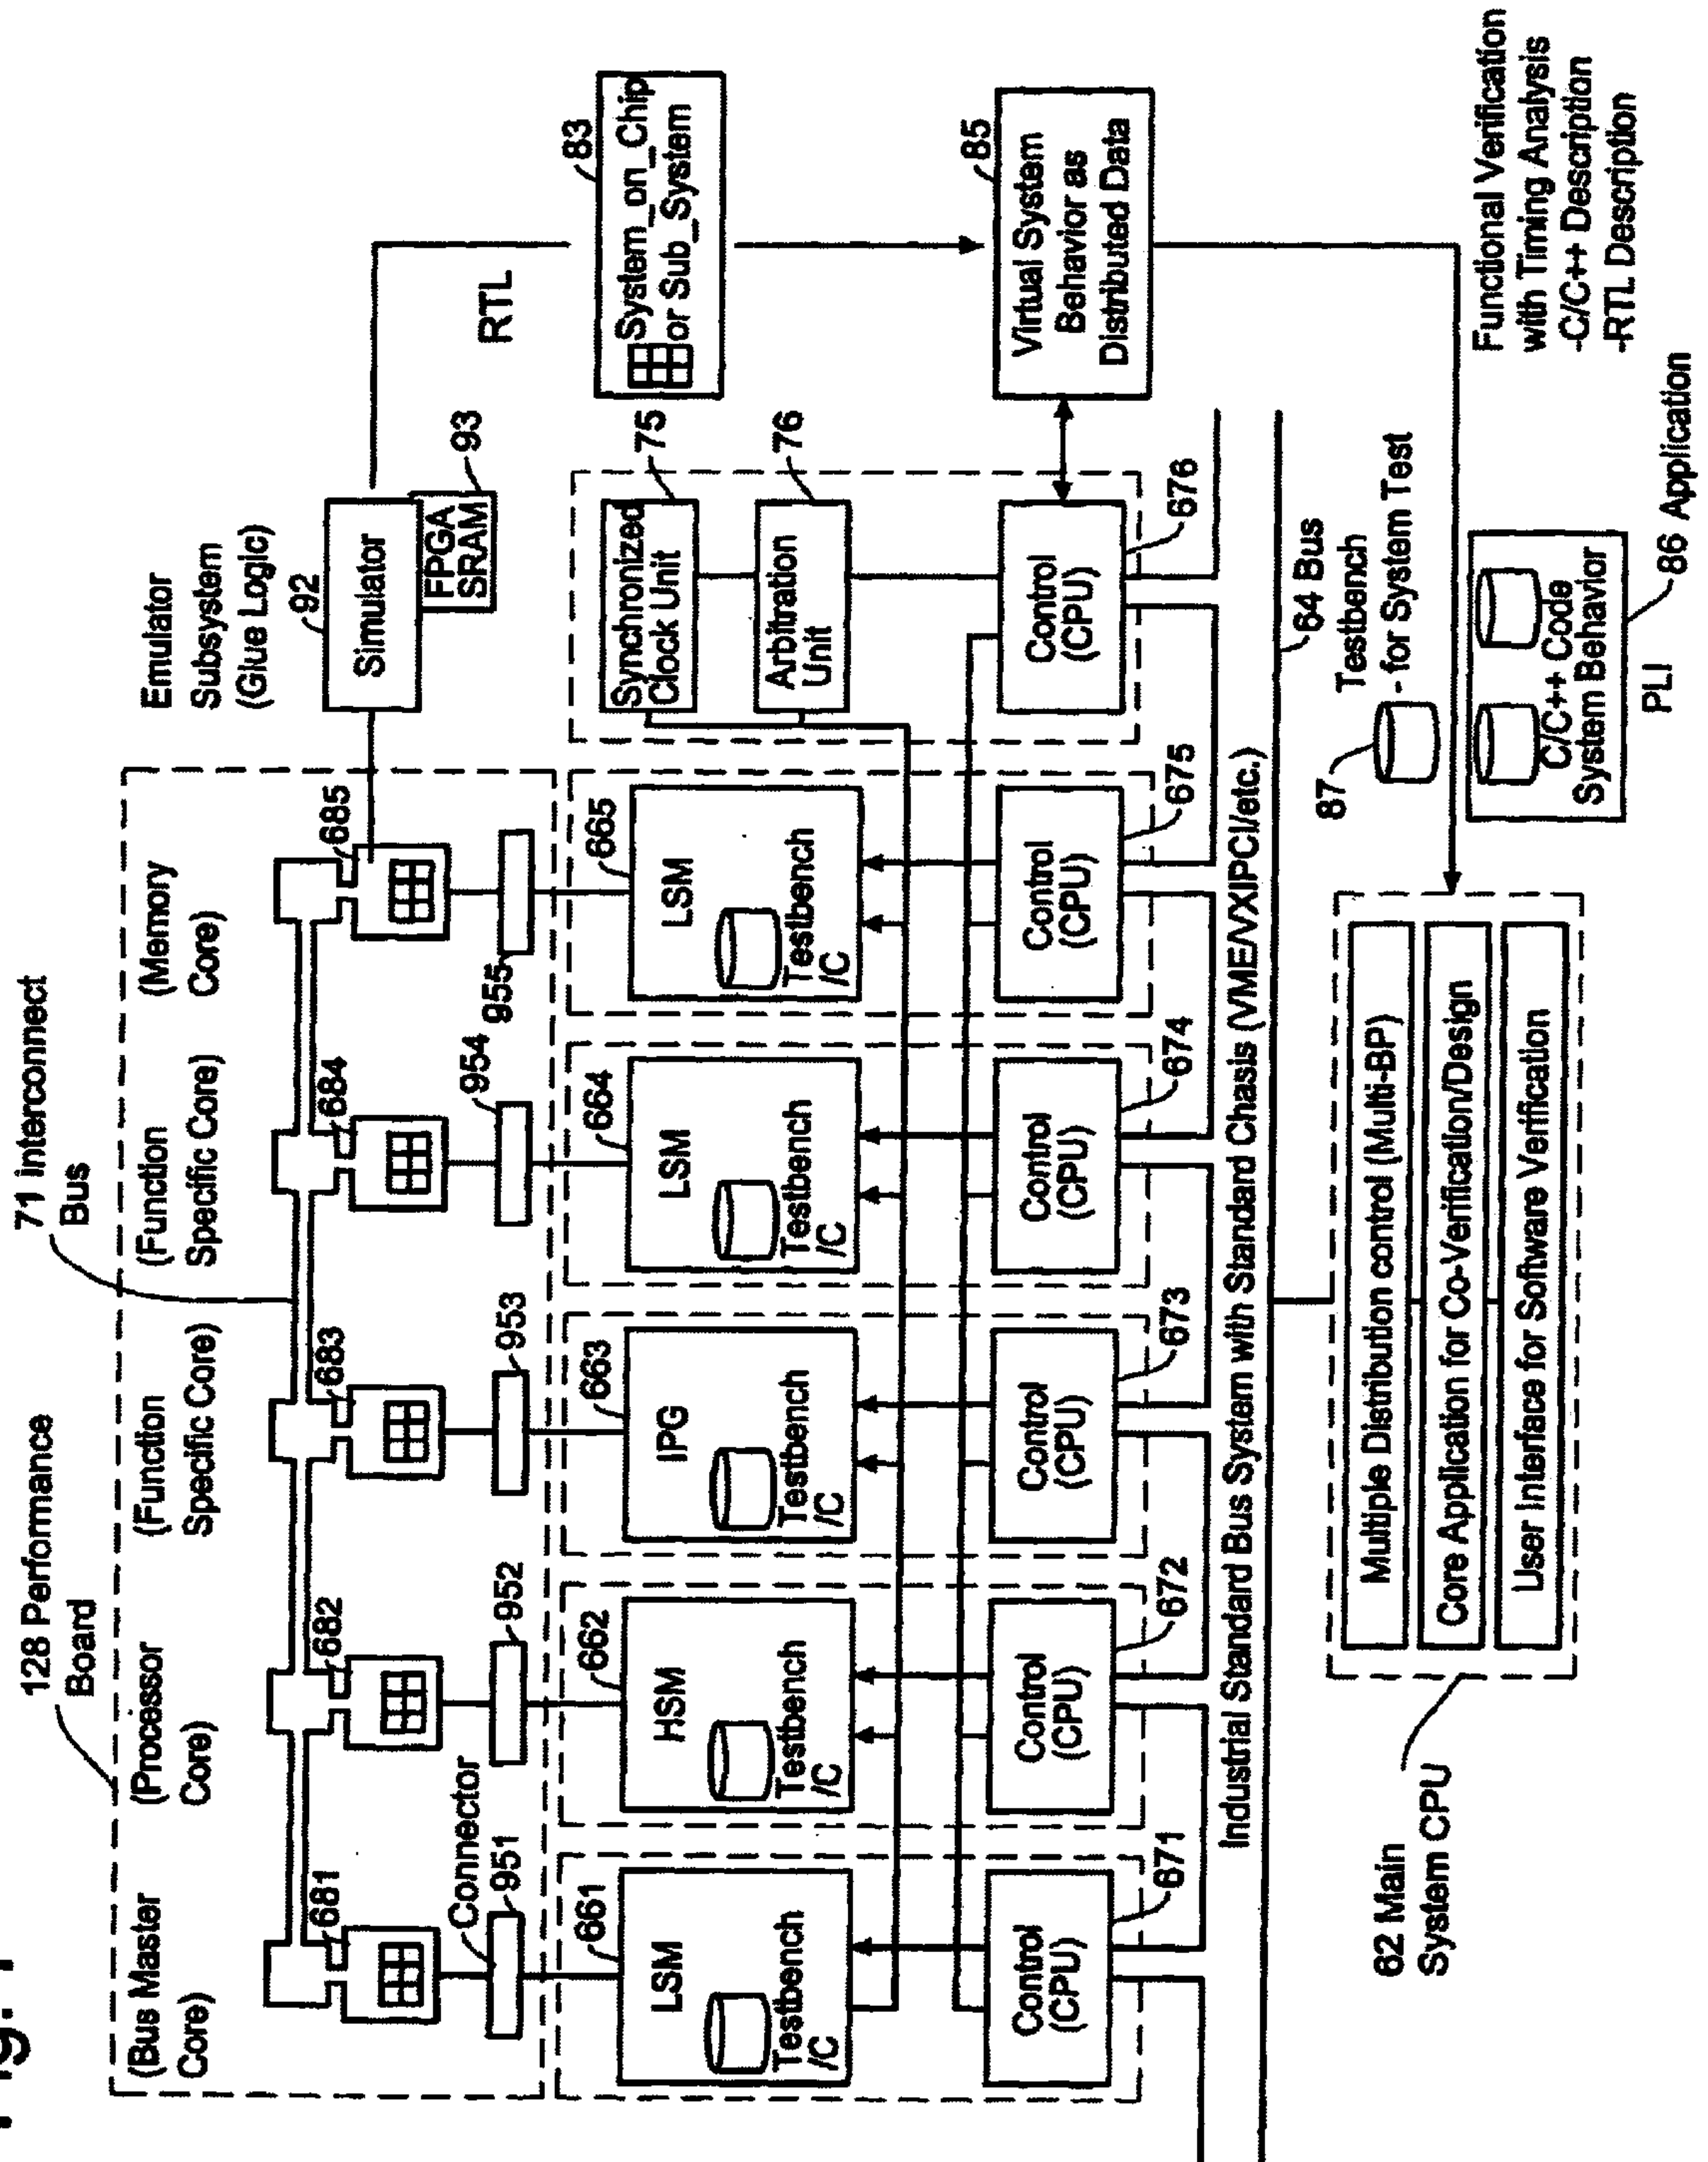 128 Performance
Board
71 Interconnect
Bus
(Bus Master
Core)
(Processor
Core)
(Function
Specific Core)
(Function
Specific Core)
(Memory
Core)
Emulator
Subsystem
(Glue Logic)
92
Simulator
FPGA
SRAM
93
RTL
681
682
683
684
685
Connector
951
952
953
954
955
83
System_on_Chip
or Sub_System
661
LSM
Testbench
/C
662
HSM
Testbench
/C
663
IPG
Testbench
/C
664
LSM
Testbench
/C
665
LSM
Testbench
/C
Synchronized
Clock Unit
75
Arbitration
Unit
76
Control
(CPU)
671
Control
(CPU)
672
Control
(CPU)
673
Control
(CPU)
674
Control
(CPU)
675
Control
(CPU)
676
85
Virtual System
Behavior as
Distributed Data
Industrial Standard Bus System with Standard Chasis (VME/VXIPCI/etc.)
64 Bus
62 Main
System CPU
Multiple Distribution control (Multi-BP)
Core Application for Co-Verification/Design
User Interface for Software Verification
87
Testbench
- for System Test
C/C++ Code
System Behavior
PLI
86 Application
Functional Verification
with Timing Analysis
-C/C++ Description
-RTL Description